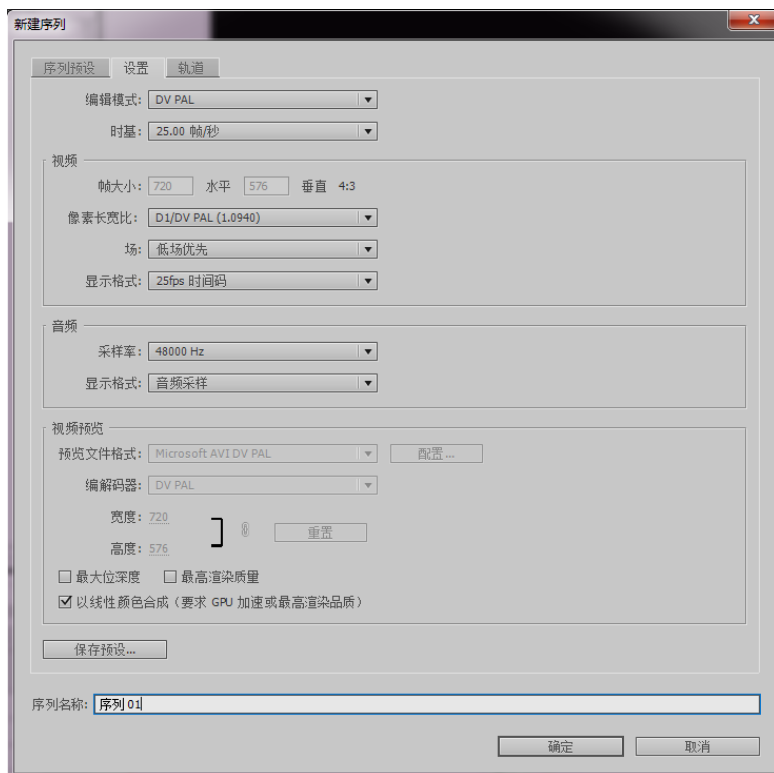 新建序列
序列预设 设置 轨道
编辑模式: DV PAL
时基: 25.00 帧/秒
视频
帧大小: 720 水平 576 垂直 4:3
像素长宽比: D1/DV PAL (1.0940)
场: 低场优先
显示格式: 25fps 时间码
音频
采样率: 48000 Hz
显示格式: 音频采样
视频预览
预览文件格式: Microsoft AVI DV PAL 配置...
编解码器: DV PAL
宽度: 720
重置
高度: 576
最大位深度 最高渲染质量
以线性颜色合成（要求 GPU 加速或最高渲染品质）
保存预设...
序列名称: 序列 01
确定 取消